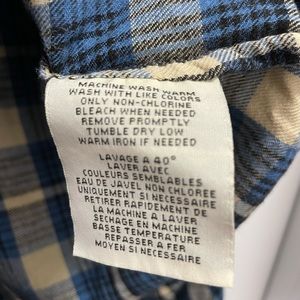 MACHINE WASH WARM
WASH WITH LIKE COLORS
ONLY NON-CHLORINE
BLEACH WHEN NEEDED
REMOVE PROMPTLY
TUMBLE DRY LOW
WARM IRON IF NEEDED
LAVAGE A 40°
LAVER AVEC
COULEURS SEMBLABLES
EAU DE JAVEL NON CHLOREE
UNIQUEMENT SI NECESSAIRE
RETIRER RAPIDEMENT DE
LA MACHINE A LAVER
SECHAGE EN MACHINE
BASSE TEMPERATURE
REPASSER A FER
MOYEN SI NECESSAIRE